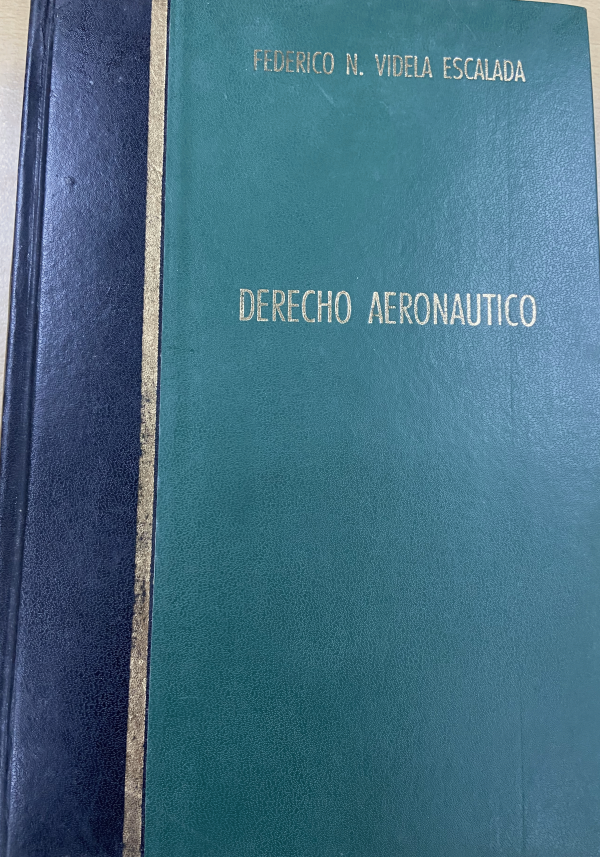 FEDERICO N. VIDELA ESCALADA
DERECHO AERONAUTICO